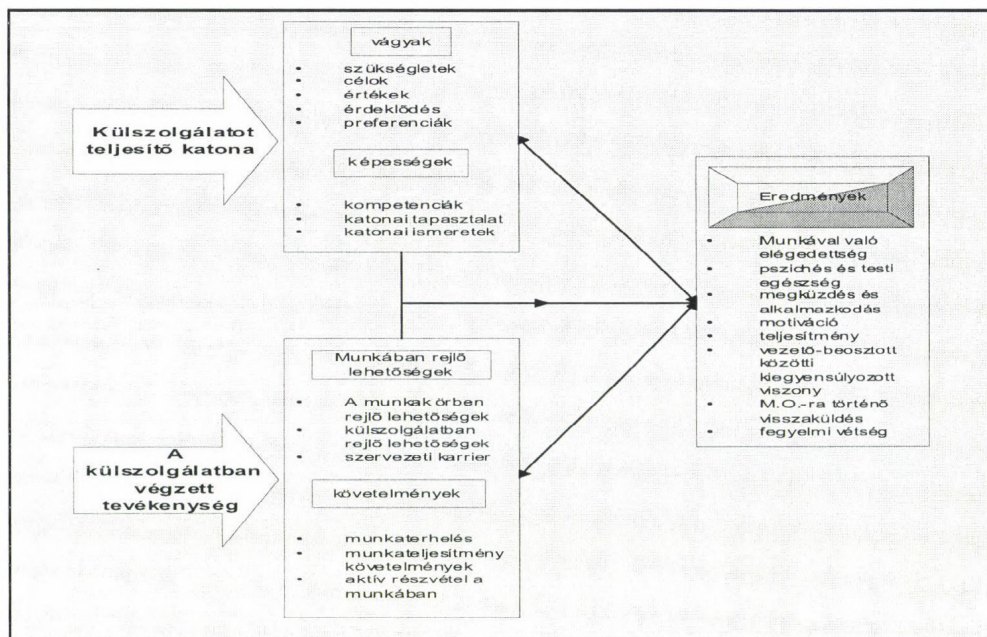 vágyak
• szükségletek
• célok
• értékek
• érdeklődés
• preferenciák
Külszolgálatot
teljesítő katona
képességek
• kompetenciák
• katonai tapasztalat
• katonai ismeretek
Munkában rejlő
lehetőségek
• A munkakörben
rejlő lehetőségek
• külszolgálatban
rejlő lehetőségek
• szervezeti karrier
A
külszolgálatban
végzett
tevékenység
követelmények
• munkaterhelés
• munkateljesítmény
követelmények
• aktív részvétel a
munkában
Eredmények
• Munkával való
elégedettség
• pszichés és testi
egészség
• megküzdés és
alkalmazkodás
• motiváció
• teljesítmény
• vezető-beosztott
közötti
kiegyensúlyozott
viszony
• M.O.-ra történő
visszaküldés
• fegyelmi vétség